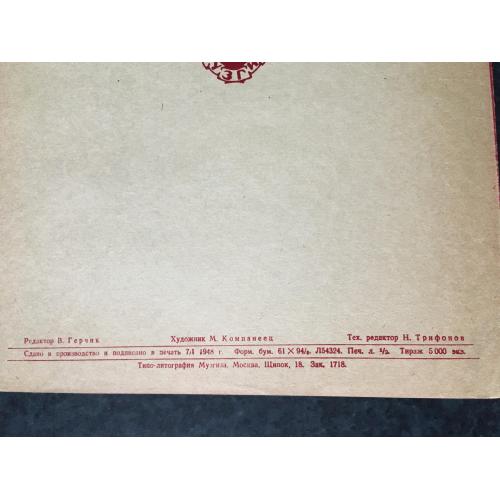 МУЗГИЗ
Редактор В. Герчик Художник М. Компанеец Тех. редактор Н. Трифонов
Сдано в производство и подписано в печать 7/I 1948 г. Форм. бум. 61 × 94/8. Л54324. Печ. л. 1/2. Тираж 5 000 экз.
Типо-литография Музгиза, Москва, Щипок, 18. Зак. 1718.